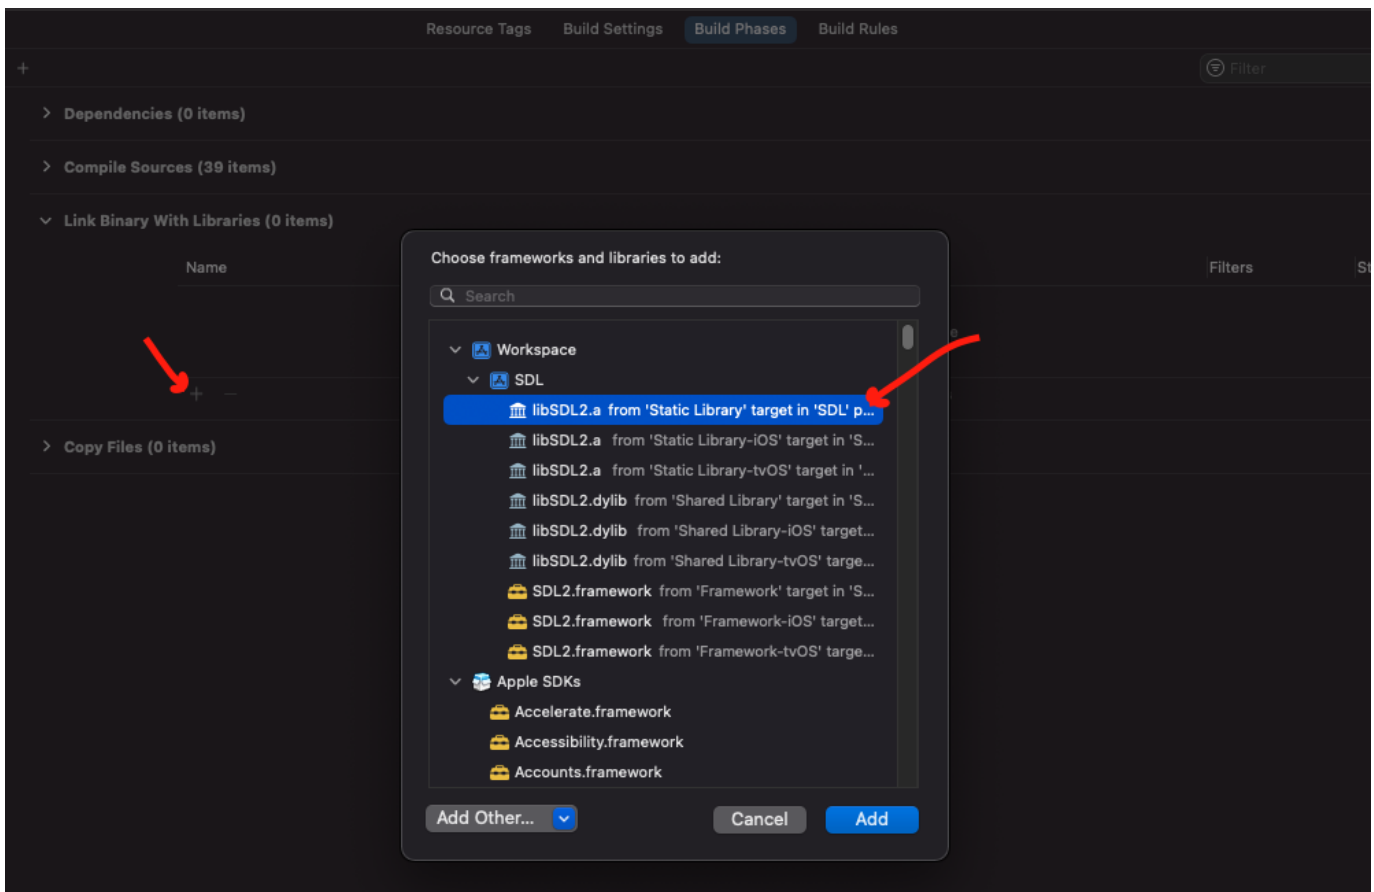 Resource Tags Build Settings Build Phases Build Rules
+ Filter
Dependencies (0 items)
Compile Sources (39 items)
Link Binary With Libraries (0 items)
Name Filters St
+ −
Copy Files (0 items)
Choose frameworks and libraries to add:
Search
Workspace
SDL
libSDL2.a from 'Static Library' target in 'SDL' p...
libSDL2.a from 'Static Library-iOS' target in 'S...
libSDL2.a from 'Static Library-tvOS' target in '...
libSDL2.dylib from 'Shared Library' target in 'S...
libSDL2.dylib from 'Shared Library-iOS' target...
libSDL2.dylib from 'Shared Library-tvOS' targe...
SDL2.framework from 'Framework' target in 'S...
SDL2.framework from 'Framework-iOS' target...
SDL2.framework from 'Framework-tvOS' targe...
Apple SDKs
Accelerate.framework
Accessibility.framework
Accounts.framework
Add Other... Cancel Add